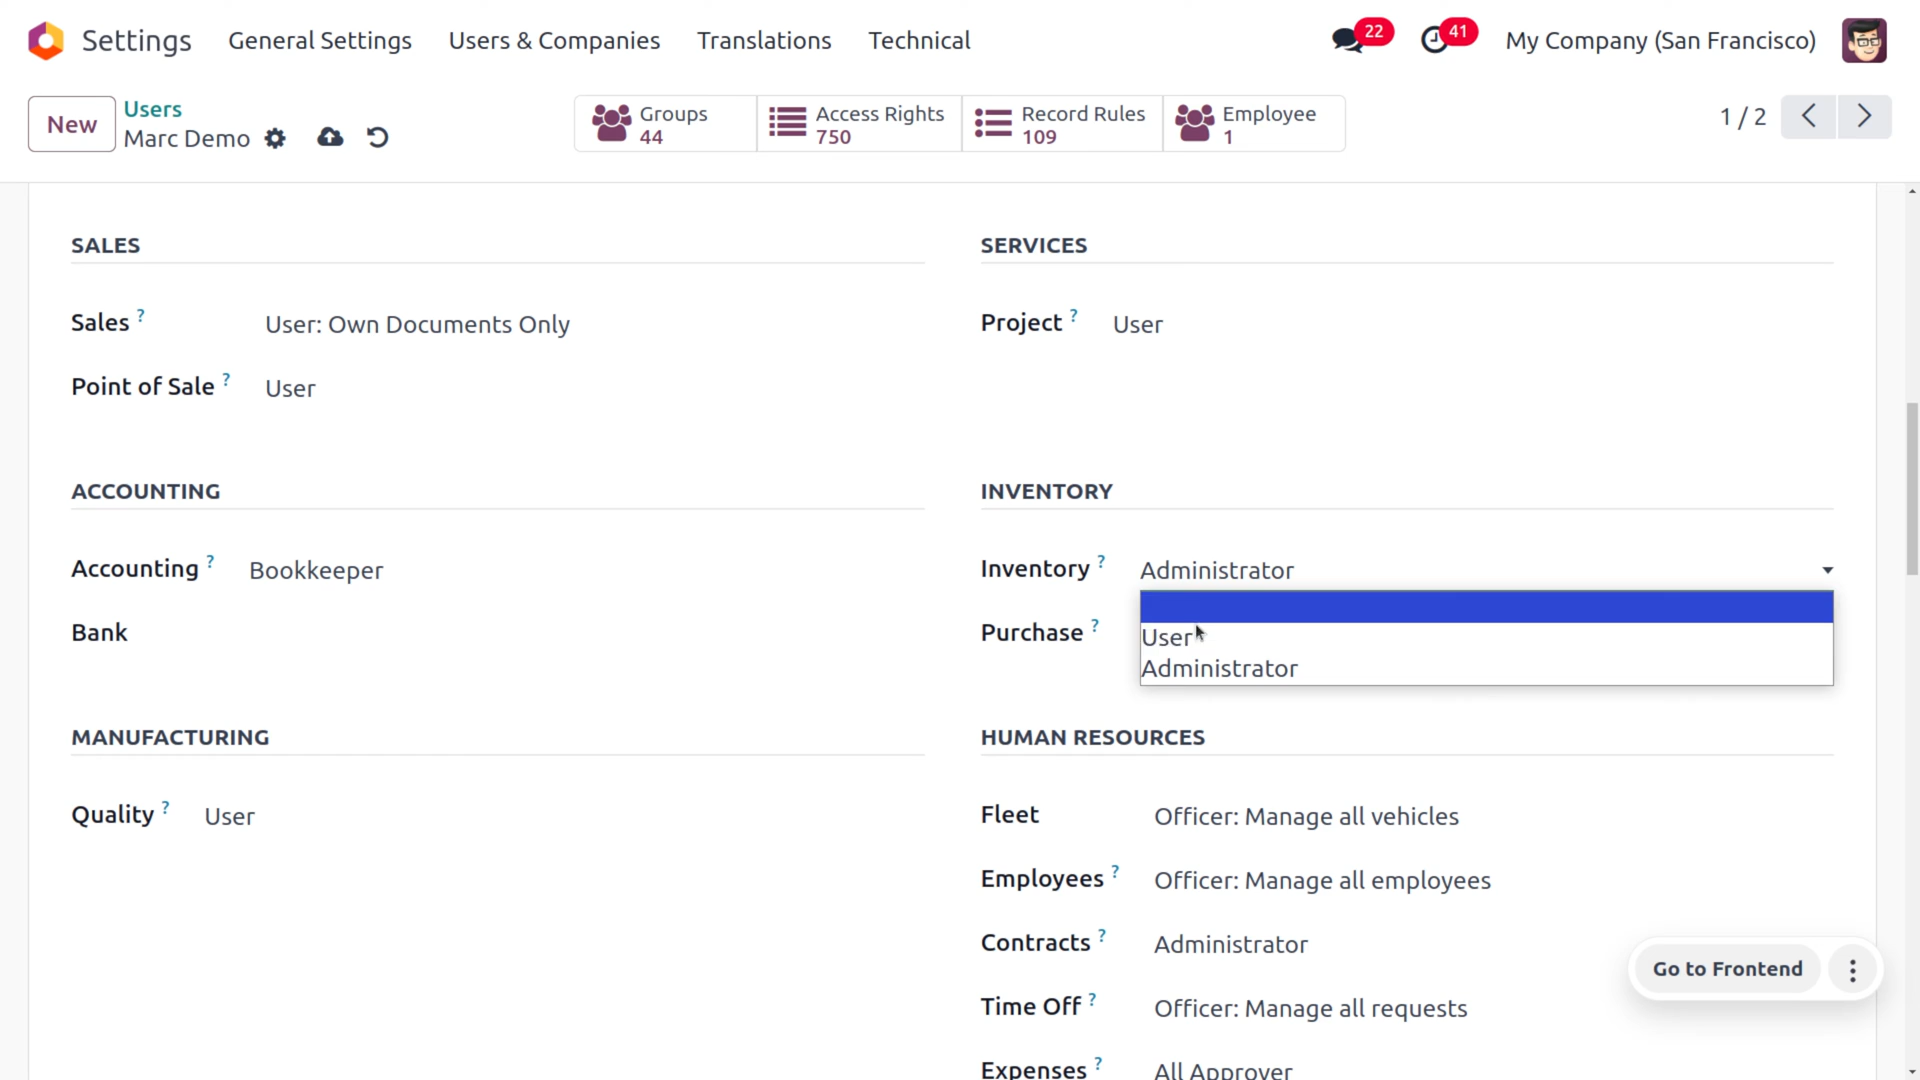 Settings
General Settings
Users & Companies
Translations
Technical
22
41
My Company (San Francisco)
New
Users
Marc Demo
Groups
44
Access Rights
750
Record Rules
109
Employee
1
1 / 2
SALES
Sales ?
User: Own Documents Only
Point of Sale ?
User
SERVICES
Project ?
User
ACCOUNTING
Accounting ?
Bookkeeper
Bank
INVENTORY
Inventory ?
Administrator
User
Administrator
Purchase ?
MANUFACTURING
Quality ?
User
HUMAN RESOURCES
Fleet
Officer: Manage all vehicles
Employees ?
Officer: Manage all employees
Contracts ?
Administrator
Time Off ?
Officer: Manage all requests
Expenses ?
All Approver
Go to Frontend